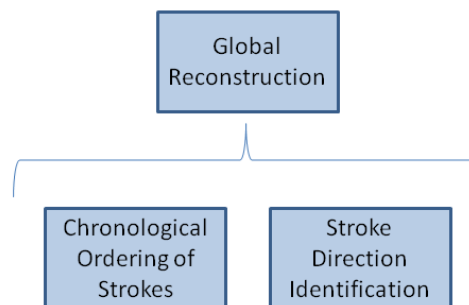 Global
Reconstruction
Chronological
Ordering of
Strokes
Stroke
Direction
Identification